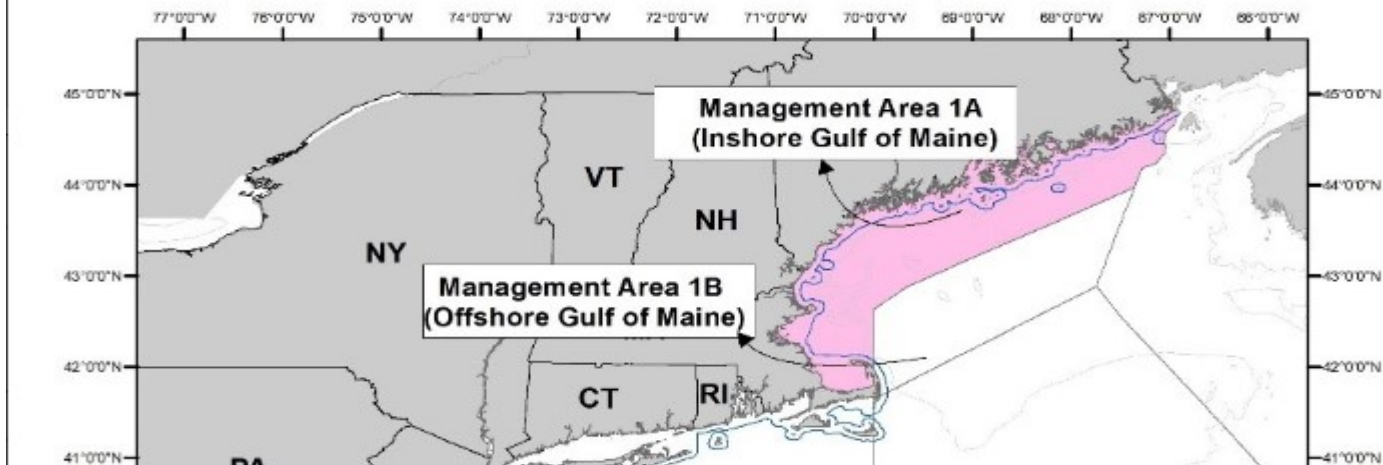 77°0'0"W 76°0'0"W 75°0'0"W 74°0'0"W 73°0'0"W 72°0'0"W 71°0'0"W 70°0'0"W 69°0'0"W 68°0'0"W 67°0'0"W 66°0'0"W
45°0'0"N 45°0'0"N
Management Area 1A
(Inshore Gulf of Maine)
VT
44°0'0"N 44°0'0"N
NH
NY
43°0'0"N 43°0'0"N
Management Area 1B
(Offshore Gulf of Maine)
42°0'0"N 42°0'0"N
CT
RI
41°0'0"N 41°0'0"N
PA